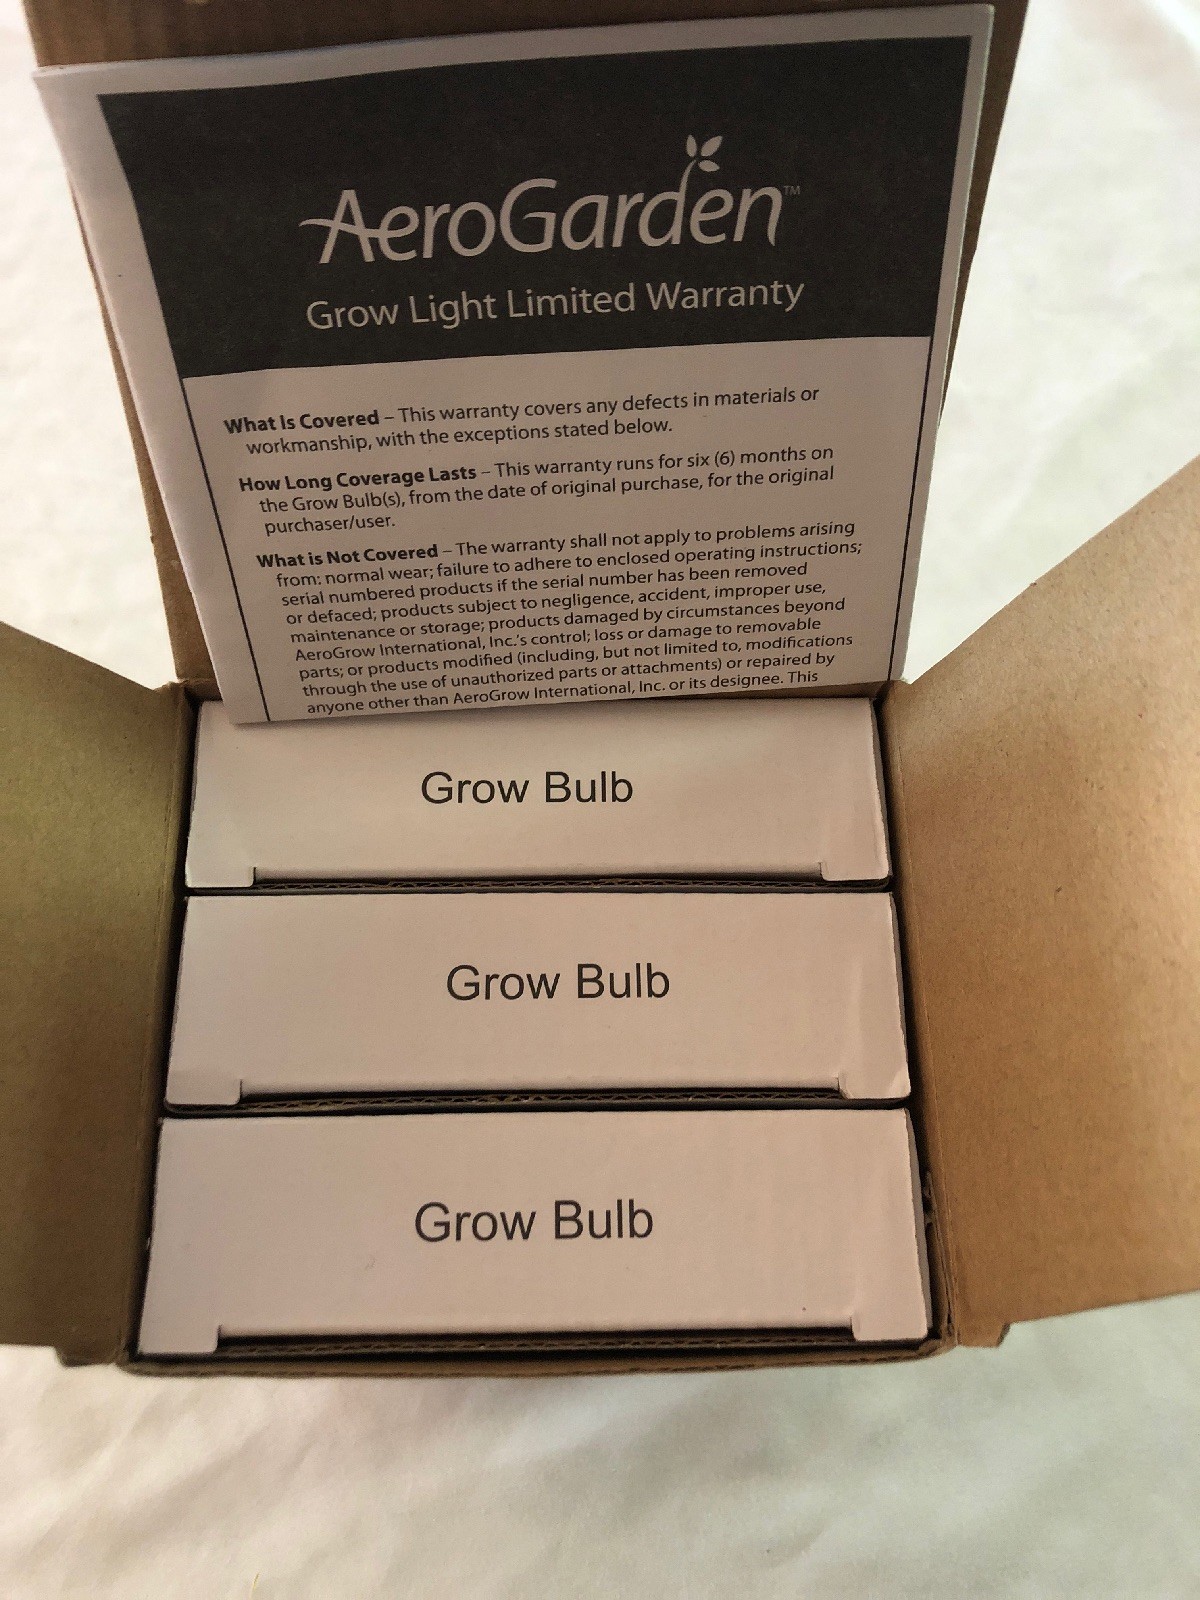 AeroGarden™
Grow Light Limited Warranty
What Is Covered – This warranty covers any defects in materials or
workmanship, with the exceptions stated below.
How Long Coverage Lasts – This warranty runs for six (6) months on
the Grow Bulb(s), from the date of original purchase, for the original
purchaser/user.
What is Not Covered – The warranty shall not apply to problems arising
from: normal wear; failure to adhere to enclosed operating instructions;
serial numbered products if the serial number has been removed
or defaced; products subject to negligence, accident, improper use,
maintenance or storage; products damaged by circumstances beyond
AeroGrow International, Inc.'s control; loss or damage to removable
parts; or products modified (including, but not limited to, modifications
through the use of unauthorized parts or attachments) or repaired by
anyone other than AeroGrow International, Inc. or its designee. This
Grow Bulb
Grow Bulb
Grow Bulb